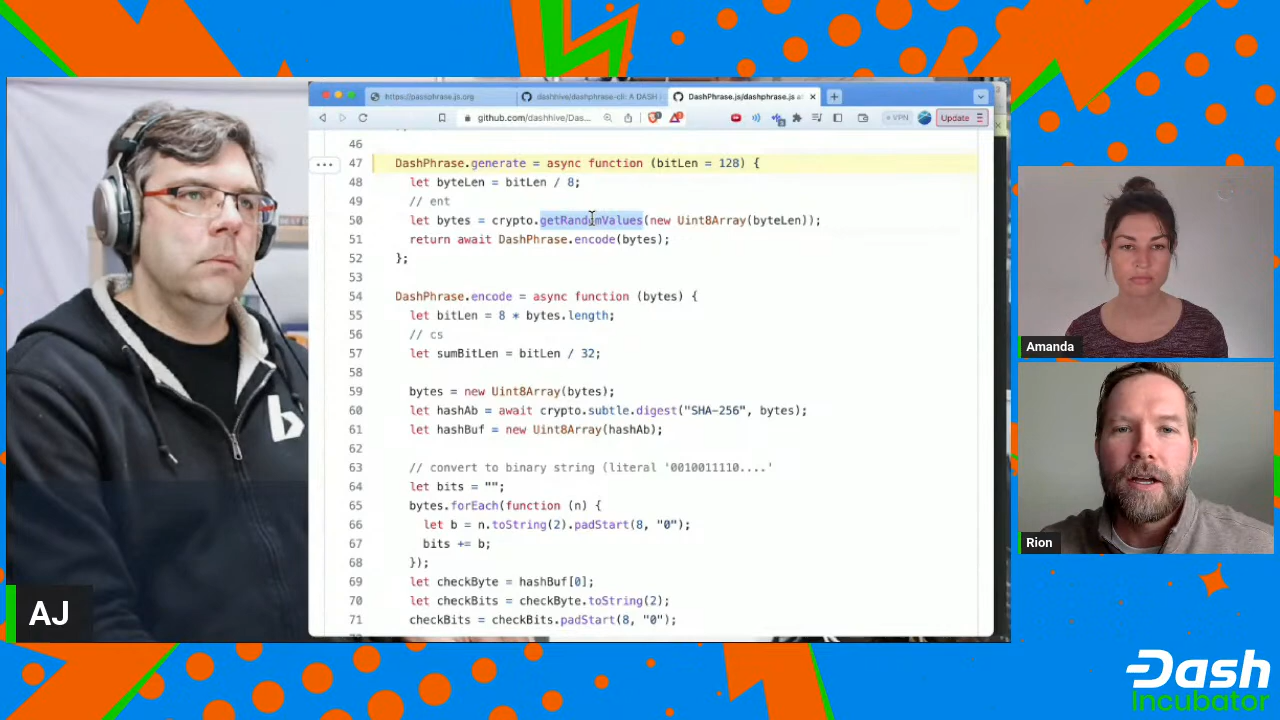 https://passphrase.js.org
dashhive/dashphrase-cli: A DASH
DashPhrase.js/dashphrase.js at
github.com/dashhive/Das...
VPN
Update
46
47 DashPhrase.generate = async function (bitLen = 128) {
48 let byteLen = bitLen / 8;
49 // ent
50 let bytes = crypto.getRandomValues(new Uint8Array(byteLen));
51 return await DashPhrase.encode(bytes);
52 };
53
54 DashPhrase.encode = async function (bytes) {
55 let bitLen = 8 * bytes.length;
56 // cs
57 let sumBitLen = bitLen / 32;
58
59 bytes = new Uint8Array(bytes);
60 let hashAb = await crypto.subtle.digest("SHA-256", bytes);
61 let hashBuf = new Uint8Array(hashAb);
62
63 // convert to binary string (literal '0010011110....'
64 let bits = "";
65 bytes.forEach(function (n) {
66 let b = n.toString(2).padStart(8, "0");
67 bits += b;
68 });
69 let checkByte = hashBuf[0];
70 let checkBits = checkByte.toString(2);
71 checkBits = checkBits.padStart(8, "0");
b
AJ
Amanda
Rion
Dash
Incubator